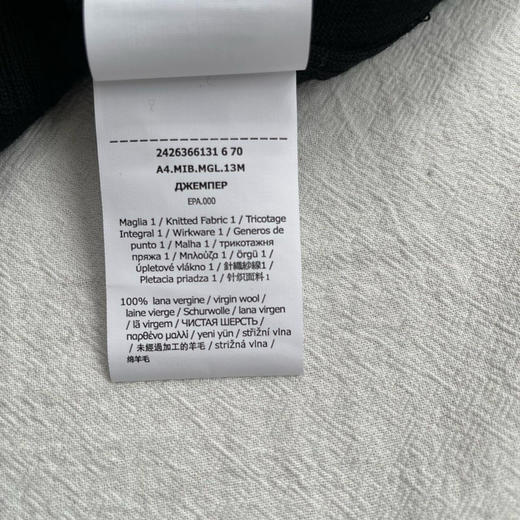 2426366131 6 70
A4.MIB.MGL.13M
ДЖЕМПЕР
EPA.000
Maglia 1 / Knitted Fabric 1 / Tricotage
Integral 1 / Wirkware 1 / Generos de
punto 1 / Malha 1 / трикотажня
пряжа 1 / Μπλούζα 1 / Örgü 1 /
úpletové vlákno 1 / 針織紗線1 /
Pletacia priadza 1 / 针织面料1
100% lana vergine / virgin wool /
laine vierge / Schurwolle / lana virgen
/ lã virgem / ЧИСТАЯ ШЕРСТЬ /
παρθένο μαλλί / yeni yün / střižní vlna
/ 未經過加工的羊毛 / strižná vlna /
绵羊毛